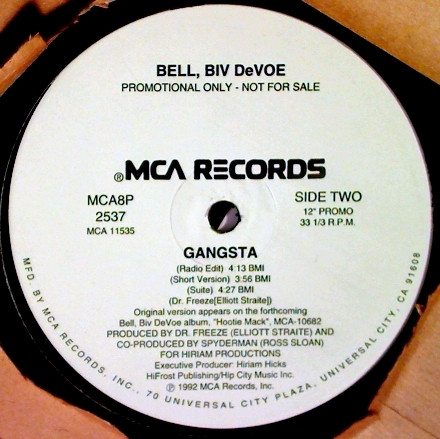 BELL, BIV DeVOE
PROMOTIONAL ONLY - NOT FOR SALE
®MCA RECORDS
MCA8P
2537
MCA 11535
SIDE TWO
12" PROMO
33 1/3 R.P.M.
GANGSTA
(Radio Edit) 4:13 BMI
(Short Version) 3:56 BMI
(Suite) 4:27 BMI
(Dr. Freeze[Elliott Straite])
Original version appears on the forthcoming
Bell, Biv DeVoe album, "Hootie Mack", MCA-10682
PRODUCED BY DR. FREEZE (ELLIOTT STRAITE) AND
CO-PRODUCED BY SPYDERMAN (ROSS SLOAN)
FOR HIRIAM PRODUCTIONS
Executive Producer: Hiriam Hicks
HiFrost Publishing/Hip City Music Inc.
℗ 1992 MCA Records, Inc.
MFD. BY MCA RECORDS, INC., 70 UNIVERSAL CITY PLAZA, UNIVERSAL CITY, CA 91608